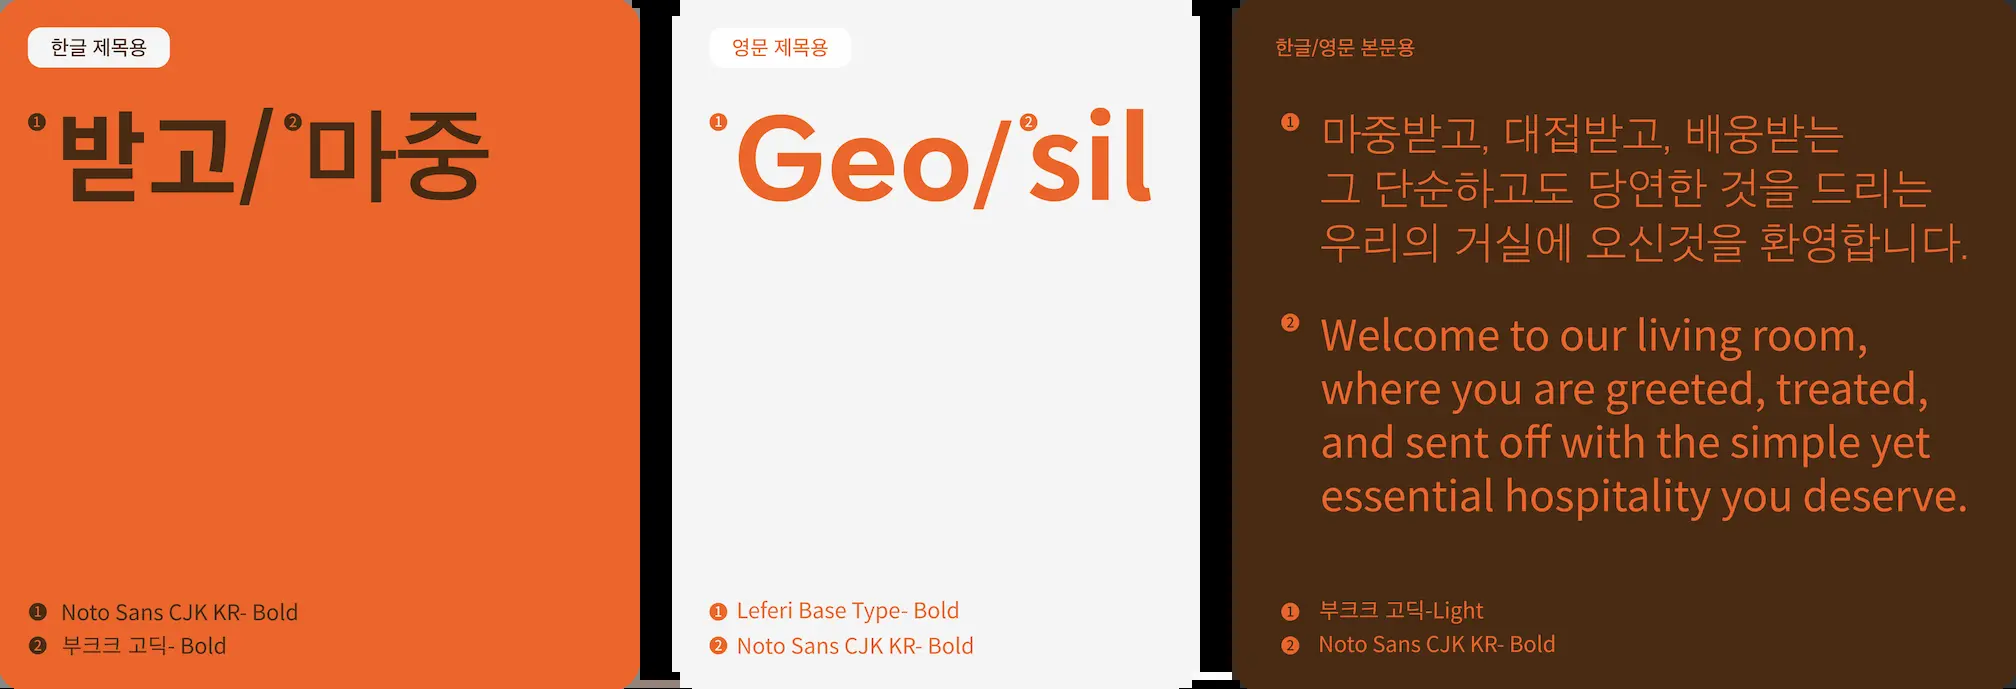 한글 제목용
❶ 받고/ ❷ 마중
❶ Noto Sans CJK KR- Bold
❷ 부크크 고딕- Bold
영문 제목용
❶ Geo/ ❷ sil
❶ Leferi Base Type- Bold
❷ Noto Sans CJK KR- Bold
한글/영문 본문용
❶ 마중받고, 대접받고, 배웅받는
그 단순하고도 당연한 것을 드리는
우리의 거실에 오신것을 환영합니다.
❷ Welcome to our living room,
where you are greeted, treated,
and sent off with the simple yet
essential hospitality you deserve.
❶ 부크크 고딕-Light
❷ Noto Sans CJK KR- Bold